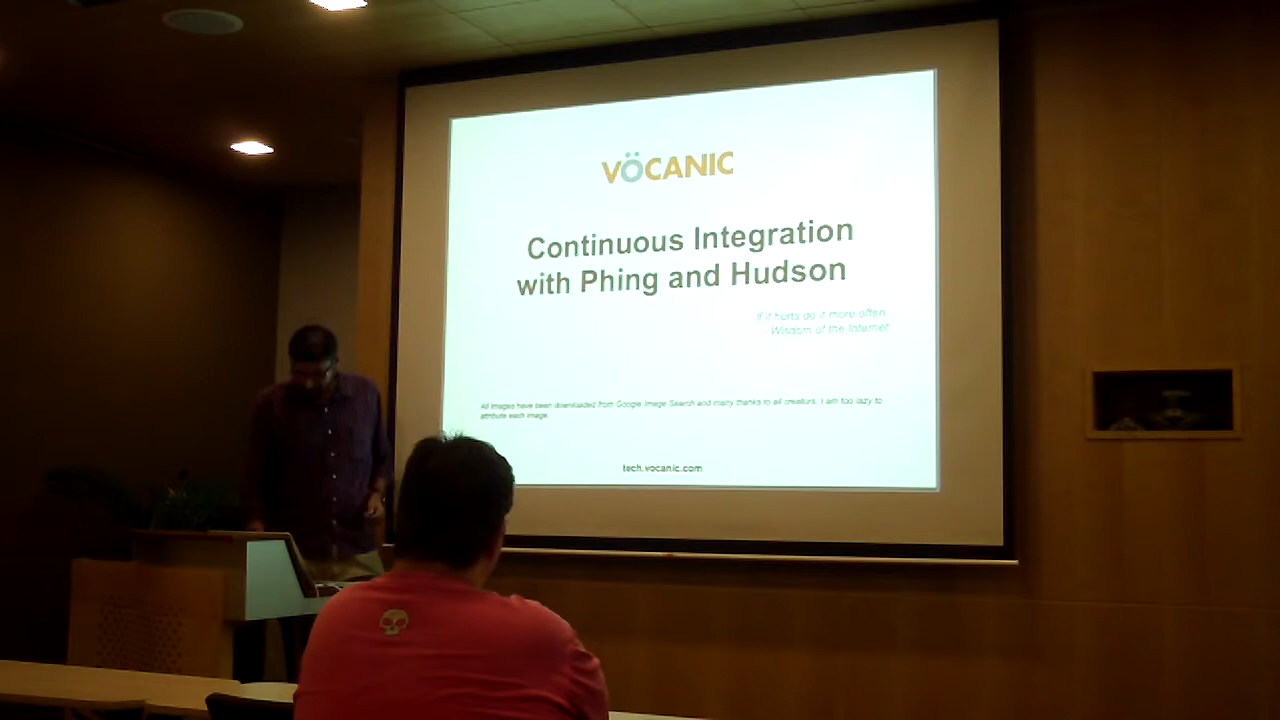 VÖCANIC
Continuous Integration
with Phing and Hudson
If it hurts do it more often
Wisdom of the Internet
All images have been downloaded from Google Image Search and many thanks to all creators. I am too lazy to
attribute each image.
tech.vocanic.com